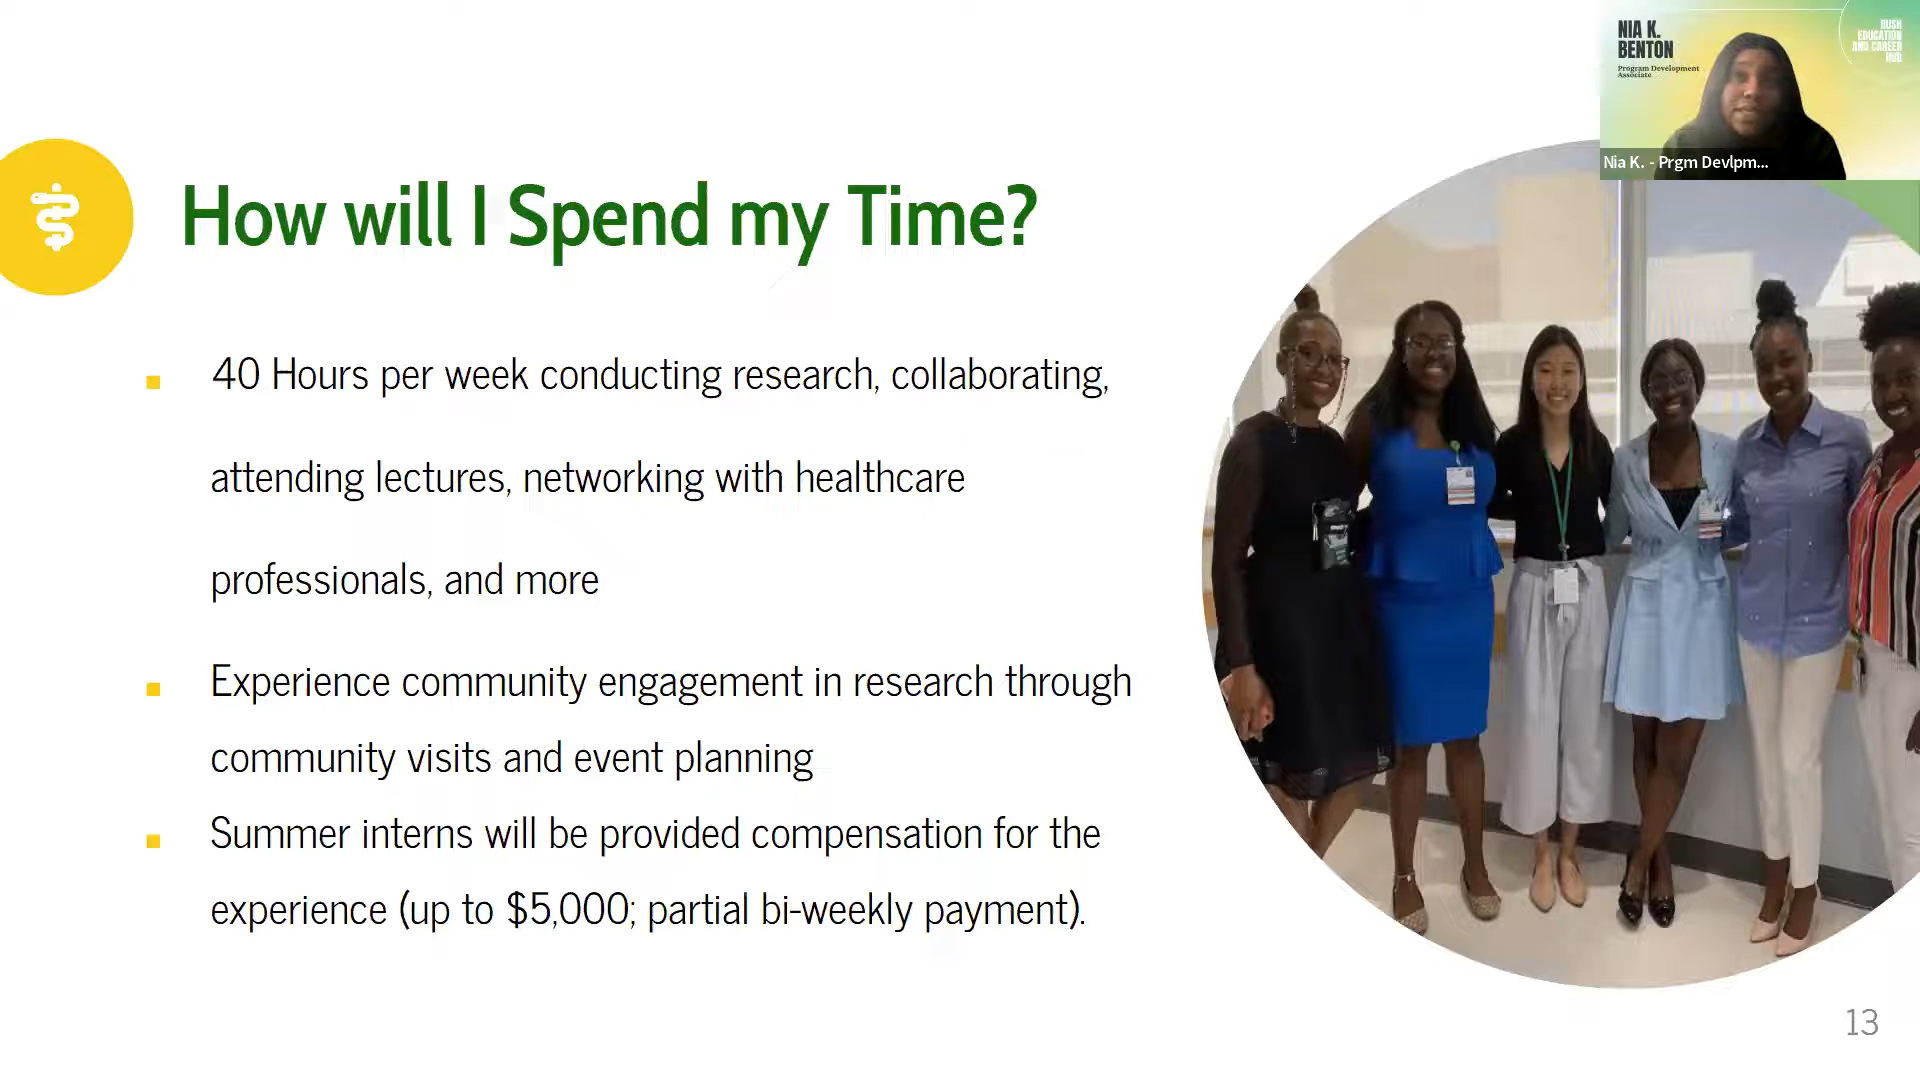 NIA K.
BENTON
Program Development
Associate
RUSH
EDUCATION
AND CAREER
HUB
Nia K. - Prgm Devlpm...
How will I Spend my Time?
40 Hours per week conducting research, collaborating,
attending lectures, networking with healthcare
professionals, and more
Experience community engagement in research through
community visits and event planning
Summer interns will be provided compensation for the
experience (up to $5,000; partial bi-weekly payment).
13